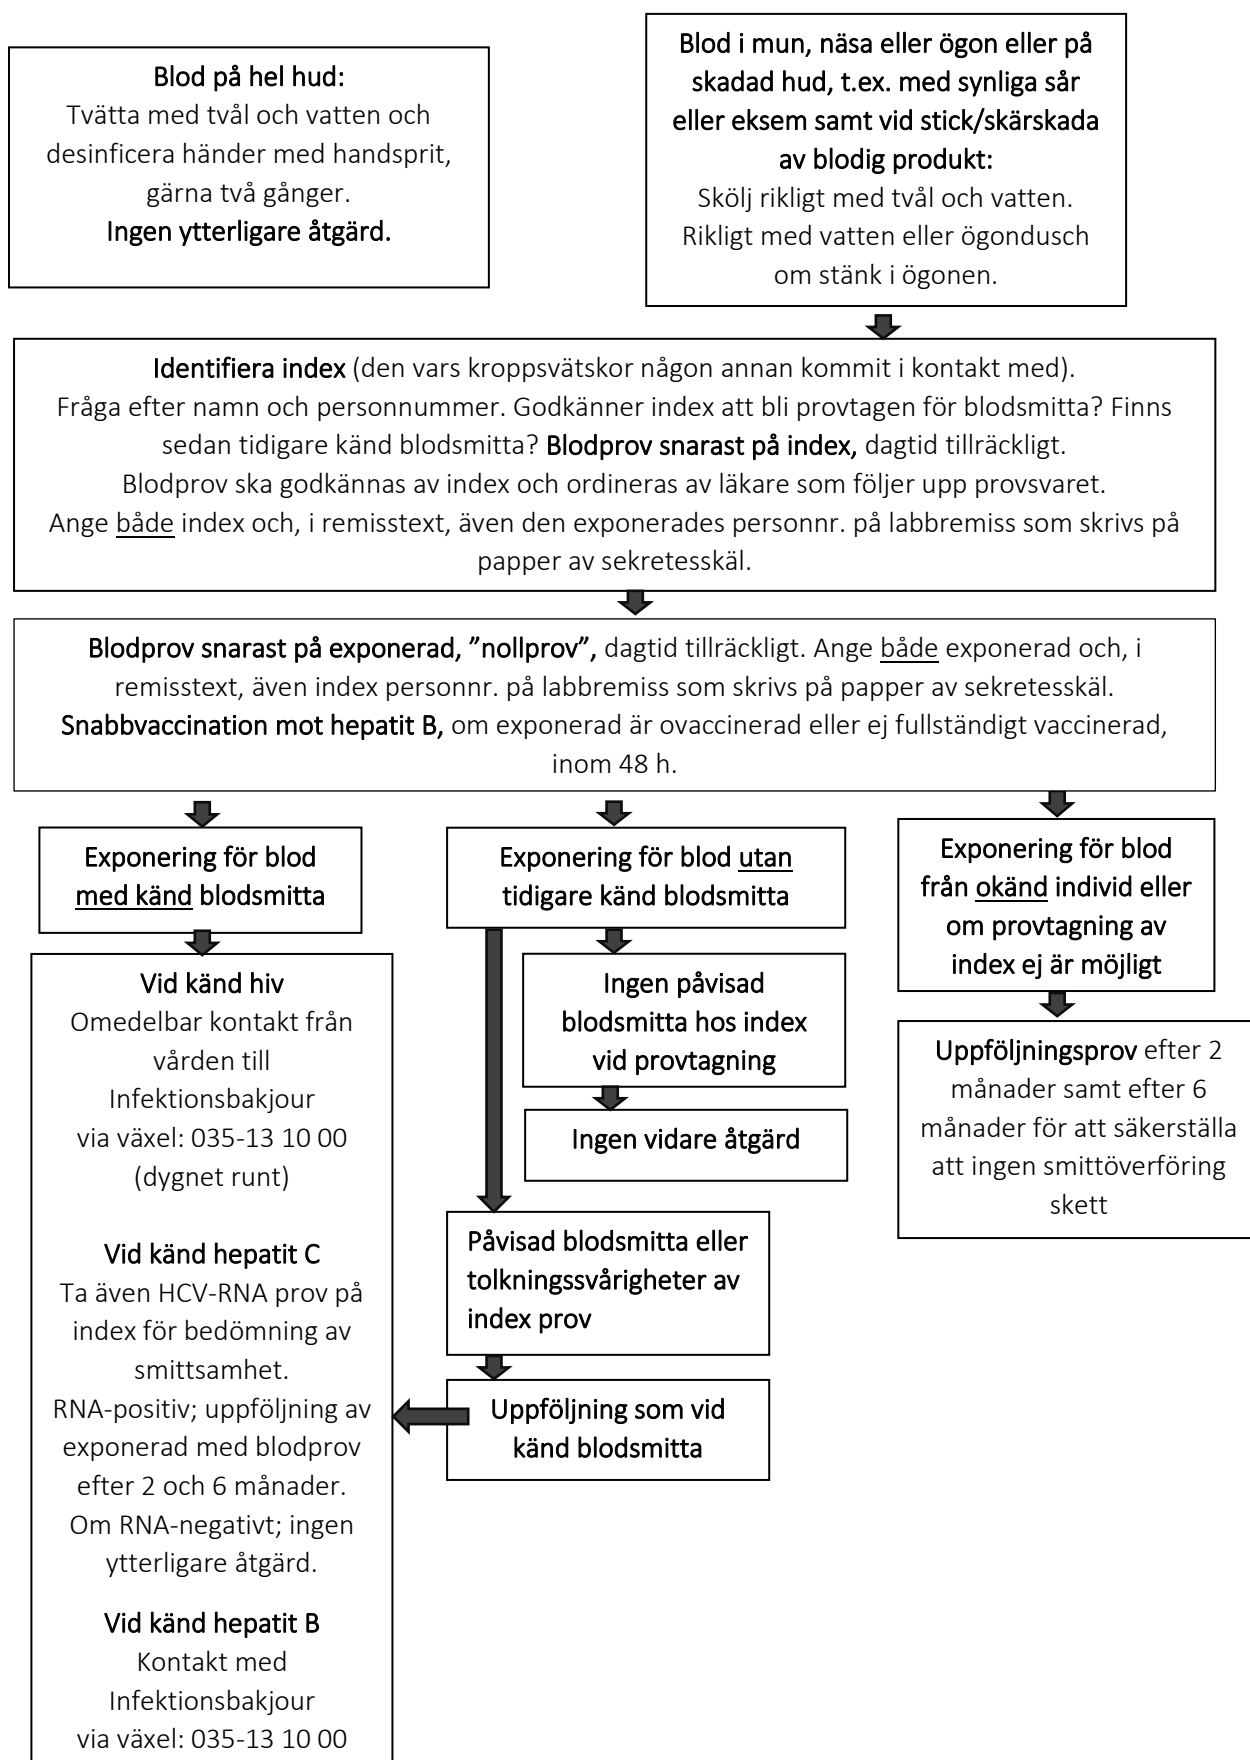 Blod på hel hud:
Tvätta med tvål och vatten och
desinficera händer med handsprit,
gärna två gånger.
Ingen ytterligare åtgärd.
Blod i mun, näsa eller ögon eller på
skadad hud, t.ex. med synliga sår
eller eksem samt vid stick/skärskada
av blodig produkt:
Skölj rikligt med tvål och vatten.
Rikligt med vatten eller ögondusch
om stänk i ögonen.
Identifiera index (den vars kroppsvätskor någon annan kommit i kontakt med).
Fråga efter namn och personnummer. Godkänner index att bli provtagen för blodsmitta? Finns
sedan tidigare känd blodsmitta? Blodprov snarast på index, dagtid tillräckligt.
Blodprov ska godkännas av index och ordineras av läkare som följer upp provsvaret.
Ange både index och, i remisstext, även den exponerades personnr. på labbremiss som skrivs på
papper av sekretesskäl.
Blodprov snarast på exponerad, ”nollprov”, dagtid tillräckligt. Ange både exponerad och, i
remisstext, även index personnr. på labbremiss som skrivs på papper av sekretesskäl.
Snabbvaccination mot hepatit B, om exponerad är ovaccinerad eller ej fullständigt vaccinerad,
inom 48 h.
Exponering för blod
med känd blodsmitta
Vid känd hiv
Omedelbar kontakt från
vården till
Infektionsbakjour
via växel: 035-13 10 00
(dygnet runt)
Vid känd hepatit C
Ta även HCV-RNA prov på
index för bedömning av
smittsamhet.
RNA-positiv; uppföljning av
exponerad med blodprov
efter 2 och 6 månader.
Om RNA-negativt; ingen
ytterligare åtgärd.
Vid känd hepatit B
Kontakt med
Infektionsbakjour
via växel: 035-13 10 00
Exponering för blod utan
tidigare känd blodsmitta
Ingen påvisad
blodsmitta hos index
vid provtagning
Ingen vidare åtgärd
Påvisad blodsmitta eller
tolkningssvårigheter av
index prov
Uppföljning som vid
känd blodsmitta
Exponering för blod
från okänd individ eller
om provtagning av
index ej är möjligt
Uppföljningsprov efter 2
månader samt efter 6
månader för att säkerställa
att ingen smittöverföring
skett